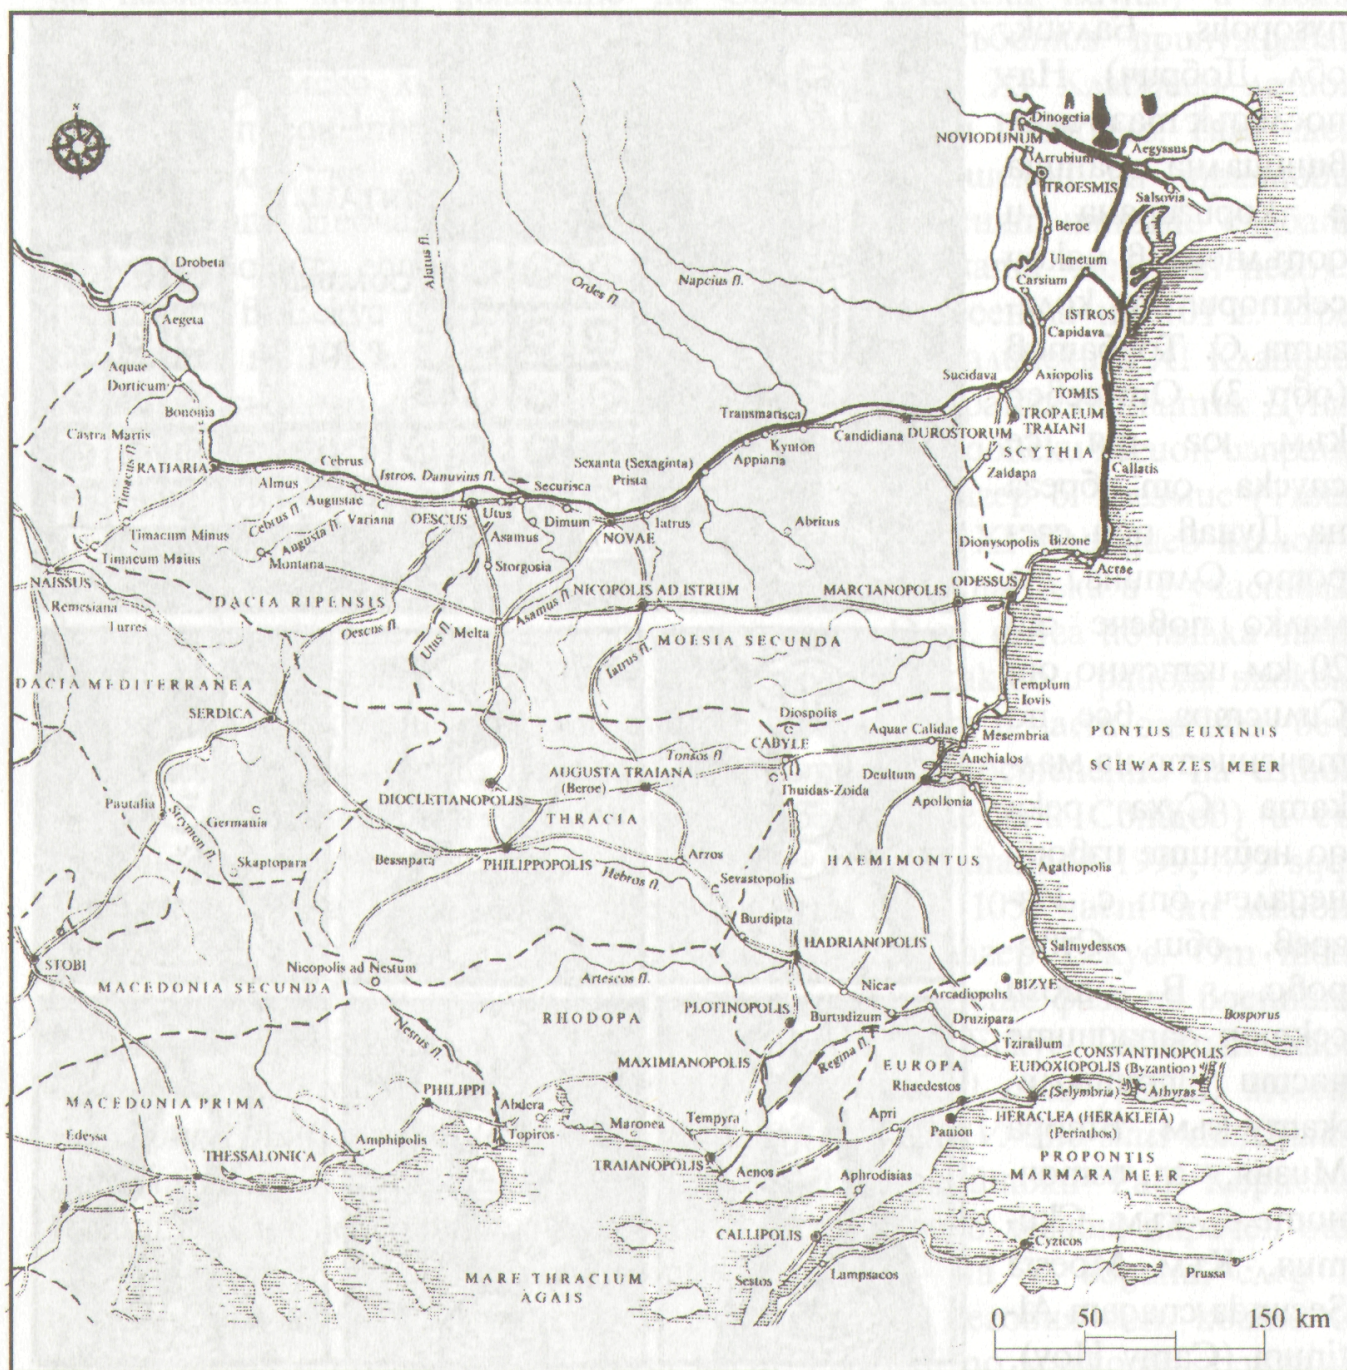 N
Dinogetia
NOVIODUNUM
Aegyssus
Arrubium
TROESMIS
Salsovia
Beroe
Drobeta
Alutus fl.
Ulmetum
Ordes fl.
Napcius fl.
Carsium
Aegeta
ISTROS
Capidava
Aquae
Dorticum
Sucidava
Axiopolis
TOMIS
Bononia
Transmarisca
TROPAEUM
TRAIANI
Castra Martis
Candidiana
DUROSTORUM
Kynton
SCYTHIA
Appiaria
RATIARIA
Cebrus
Sexanta (Sexaginta)
Prista
Zaldapa
Callatis
Timacus fl.
Almus
Istros, Danuvius fl.
Securisca
Augustae
Variana
OESCUS
Utus
Dimum
Iatrus
Abritus
Cebrus fl.
Augusta fl.
Asamus
NOVAE
Timacum Minus
Timacum Maius
Montana
Storgosia
Dionysopolis
Bizone
Acrae
NAISSUS
ODESSUS
Remesiana
DACIA RIPENSIS
Asamus fl.
NICOPOLIS AD ISTRUM
MARCIANOPOLIS
Turres
Oescus fl.
Utus fl.
Melta
MOESIA SECUNDA
Iatrus fl.
DACIA MEDITERRANEA
SERDICA
Templum
Iovis
Diospolis
Aquae Calidae
Mesembria
PONTUS EUXINUS
CABYLE
Anchialos
SCHWARZES MEER
Tonsos fl.
AUGUSTA TRAIANA
(Beroe)
Deultum
Thuidas-Zoida
DIOCLETIANOPOLIS
Apollonia
Pautalia
Germania
Strimon fl.
THRACIA
Skaptopara
Bessapara
PHILIPPOPOLIS
Arzos
HAEMIMONTUS
Agathopolis
Hebros fl.
Sevastopolis
Burdipta
HADRIANOPOLIS
Salmydessos
STOBI
Nicopolis ad Nestum
MACEDONIA SECUNDA
Artescos fl.
Nicae
BIZYE
Arcadiopolis
RHODOPA
PLOTINOPOLIS
Burtudizum
Druzipara
Bosporus
Nestus fl.
Tzirallum
Regina fl.
CONSTANTINOPOLIS
MAXIMIANOPOLIS
EUROPA
EUDOXIOPOLIS (Byzantion)
PHILIPPI
Rhaedestos
(Selymbria)
Athyras
MACEDONIA PRIMA
Abdera
Tempyra
Apri
HERACLEA (HERAKLEIA)
Edessa
Amphipolis
Topiros
Maronea
Panion
(Perinthos)
THESSALONICA
TRAIANOPOLIS
Aenos
Aphrodisias
PROPONTIS
MARMARA MEER
CALLIPOLIS
Cyzicos
MARE THRACIUM
ÄGAIS
Sestos
Lampsacos
Prussa
0 50 150 km